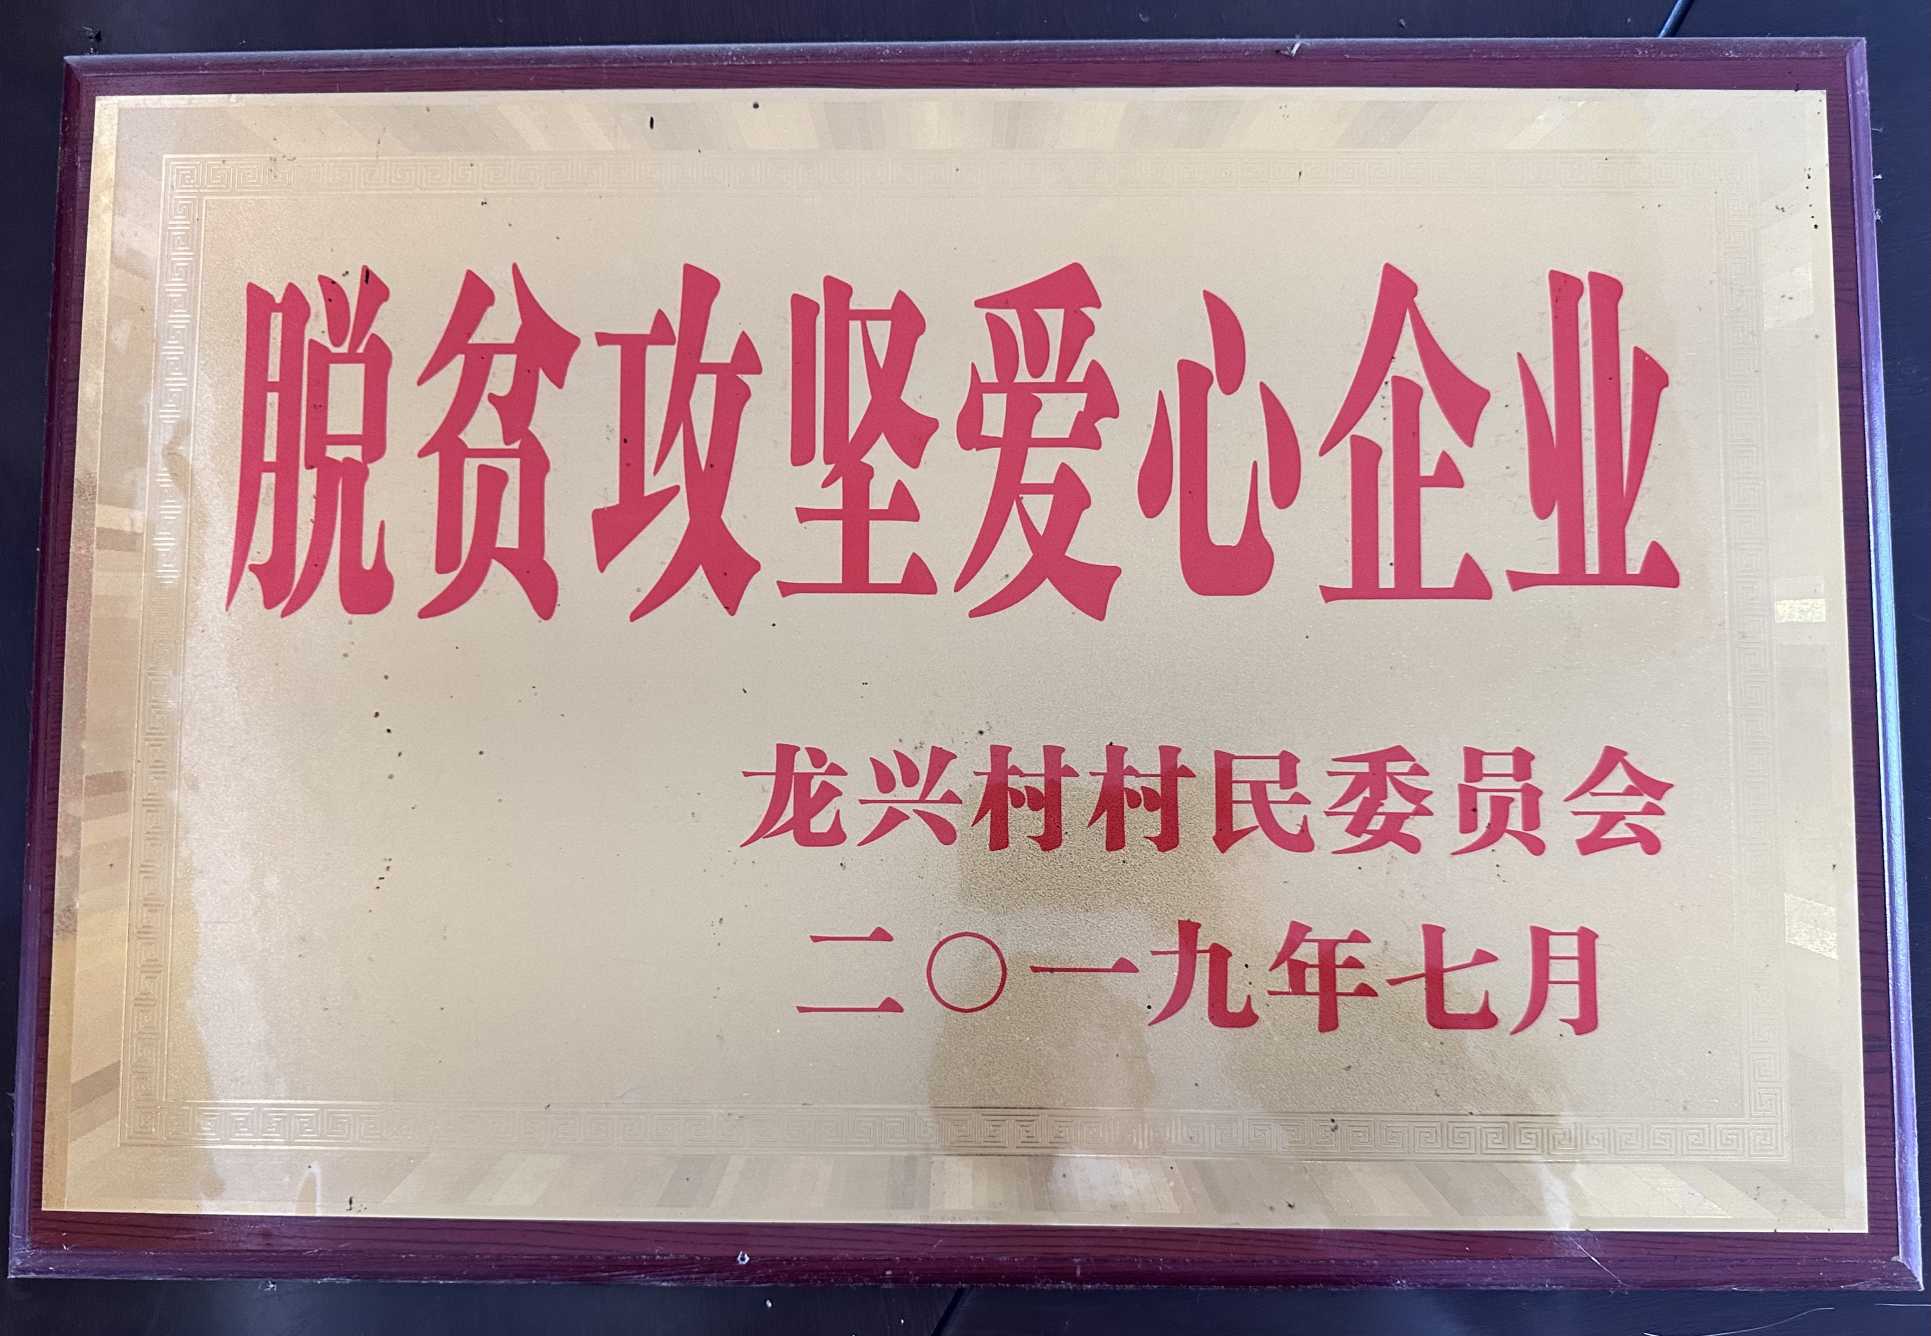 脱贫攻坚爱心企业
龙兴村村民委员会
二〇一九年七月